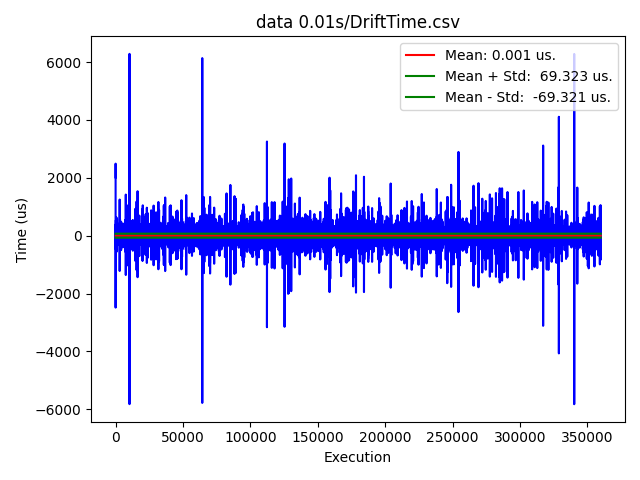 data 0.01s/DriftTime.csv
Mean: 0.001 us.
Mean + Std:  69.323 us.
Mean - Std:  -69.321 us.
Time (us)
6000
4000
2000
0
−2000
−4000
−6000
0 50000 100000 150000 200000 250000 300000 350000
Execution